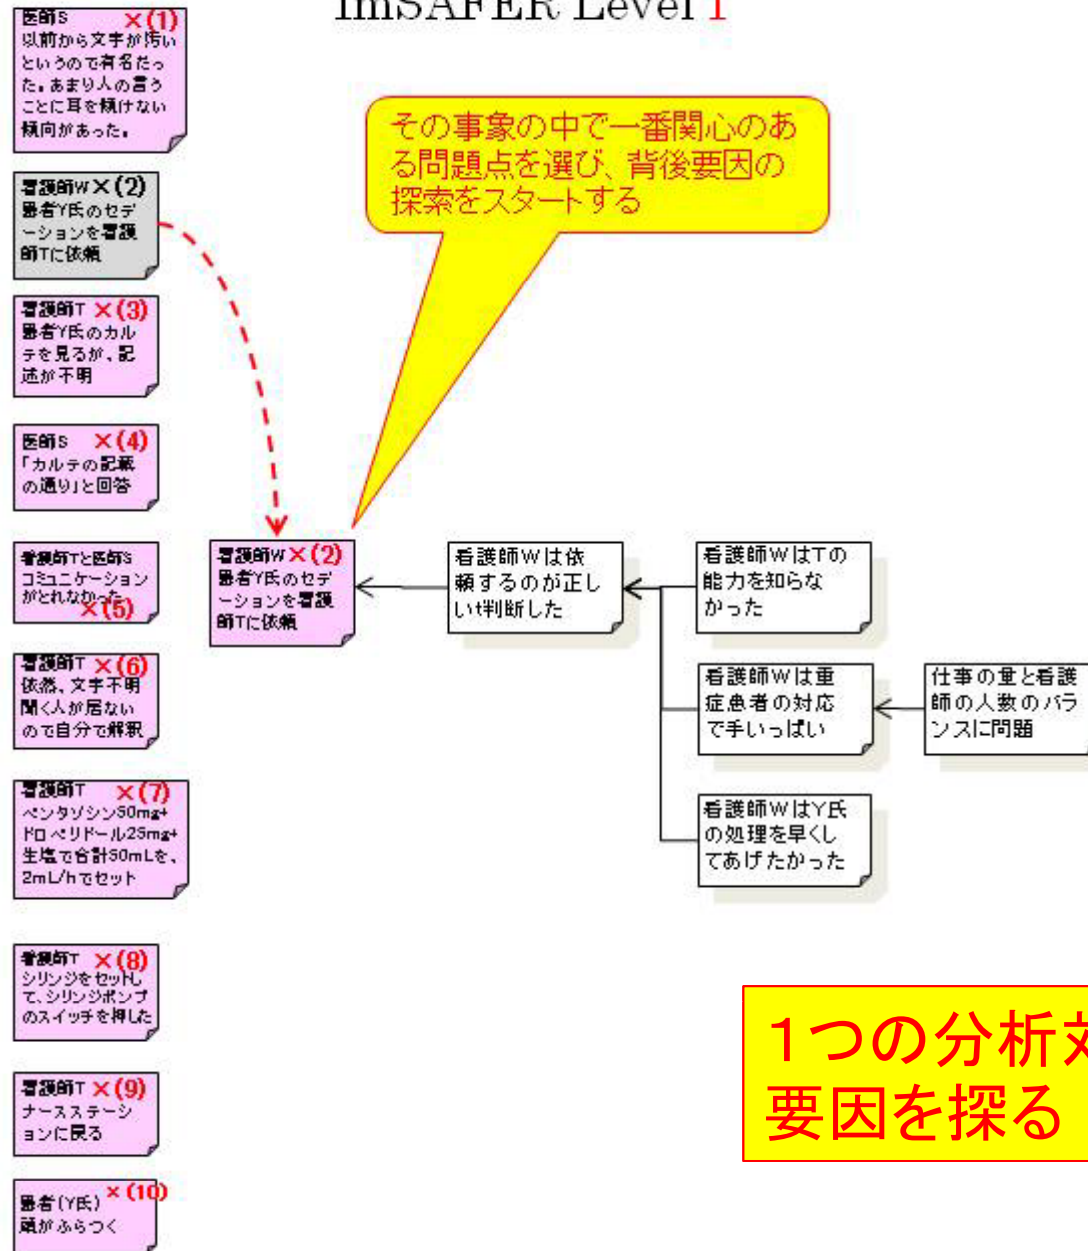 ImSAFER Level 1
医師S ×(1)
以前から文字が汚い
というので有名だっ
た。あまり人の言う
ことに耳を傾けない
傾向があった。
その事象の中で一番関心のあ
る問題点を選び、背後要因の
探索をスタートする
看護師W×(2)
患者Y氏のセデ
ーションを看護
師Tに依頼
看護師T ×(3)
患者Y氏のカル
テを見るが、記
述が不明
医師S ×(4)
「カルテの記載
の通り」と回答
看護師Tと医師S
コミュニケーション
がとれなかった
×(5)
看護師W×(2)
患者Y氏のセデ
ーションを看護
師Tに依頼
看護師Wは依
頼するのが正し
いt判断した
看護師WはTの
能力を知らな
かった
看護師T ×(6)
依然、文字不明
聞く人が居ない
ので自分で解釈
看護師Wは重
症患者の対応
で手いっぱい
仕事の量と看護
師の人数のバラ
ンスに問題
看護師T ×(7)
ペンタゾシン50mg+
ドロペリドール25mg+
生塩で合計50mLを、
2mL/hでセット
看護師WはY氏
の処理を早くし
てあげたかった
看護師T ×(8)
シリンジをセットし
て、シリンジポンプ
のスイッチを押した
1つの分析対
要因を探る
看護師T ×(9)
ナースステーシ
ョンに戻る
患者(Y氏) ×(10)
頭がふらつく